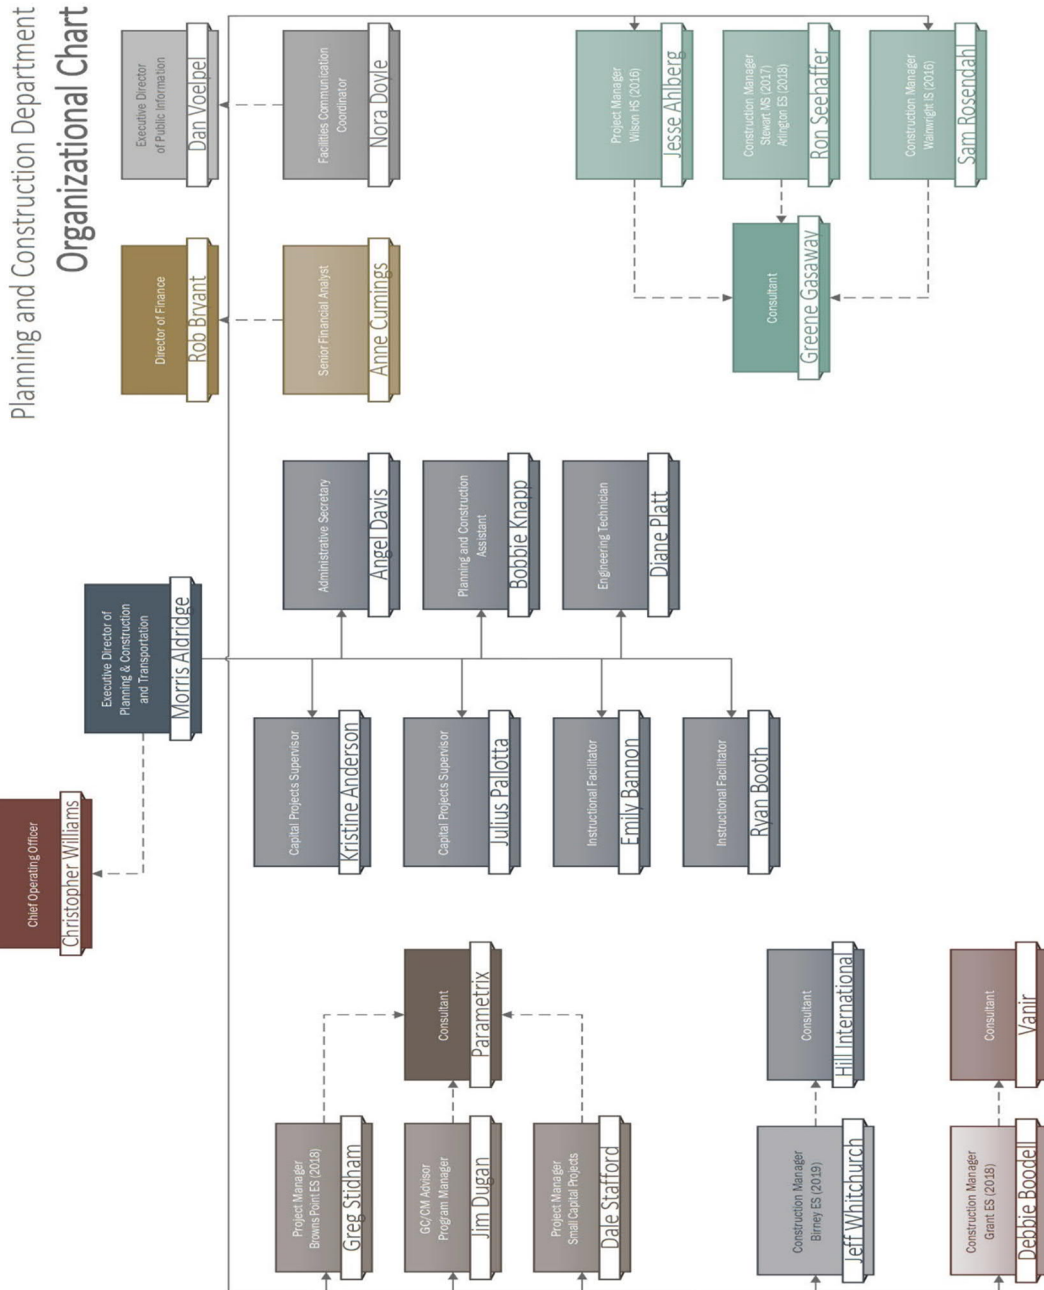 Planning and Construction Department
Organizational Chart
Chief Operating Officer
Christopher Williams
Executive Director of
Planning & Construction
and Transportation
Morris Aldridge
Director of Finance
Rob Bryant
Executive Director
of Public Information
Dan Voelpel
Senior Financial Analyst
Anne Cumings
Facilities Communication
Coordinator
Nora Doyle
Capital Projects Supervisor
Kristine Anderson
Administrative Secretary
Angel Davis
Capital Projects Supervisor
Julius Pallotta
Planning and Construction
Assistant
Bobbie Knapp
Instructional Facilitator
Emily Bannon
Engineering Technician
Diane Platt
Instructional Facilitator
Ryan Booth
Project Manager
Browns Point ES (2018)
Greg Stidham
GC/CM Advisor
Program Manager
Jim Dugan
Consultant
Parametrix
Project Manager
Small Capital Projects
Dale Stafford
Project Manager
Wilson HS (2016)
Jesse Ahlberg
Construction Manager
Stewart MS (2017)
Arlington ES (2018)
Ron Seehaffer
Consultant
Greene Gasaway
Construction Manager
Wainwright IS (2016)
Sam Rosendahl
Construction Manager
Birney ES (2019)
Jeff Whitchurch
Consultant
Hill International
Construction Manager
Grant ES (2018)
Debbie Boodell
Consultant
Vanir